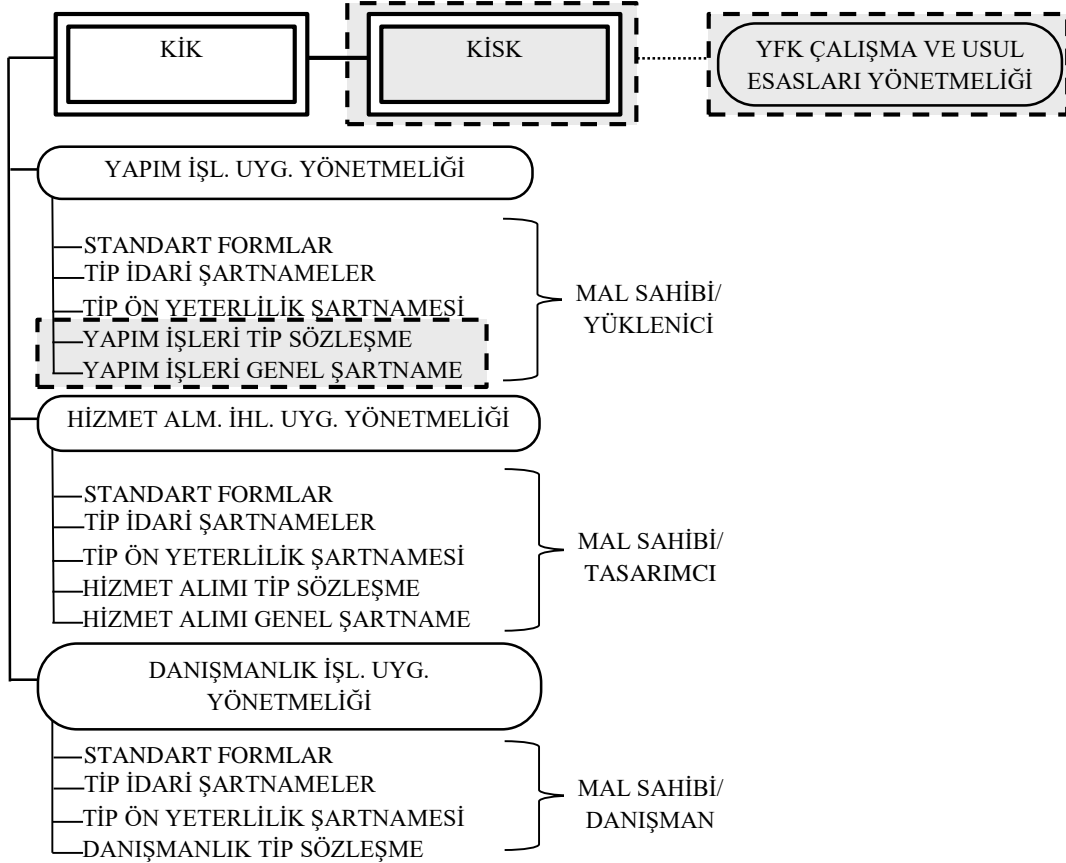 KİK
KİSK
YFK ÇALIŞMA VE USUL
ESASLARI YÖNETMELİĞİ
YAPIM İŞL. UYG. YÖNETMELİĞİ
STANDART FORMLAR
TİP İDARİ ŞARTNAMELER
TİP ÖN YETERLİLİK ŞARTNAMESİ
YAPIM İŞLERİ TİP SÖZLEŞME
YAPIM İŞLERİ GENEL ŞARTNAME
MAL SAHİBİ/
YÜKLENİCİ
HİZMET ALM. İHL. UYG. YÖNETMELİĞİ
STANDART FORMLAR
TİP İDARİ ŞARTNAMELER
TİP ÖN YETERLİLİK ŞARTNAMESİ
HİZMET ALIMI TİP SÖZLEŞME
HİZMET ALIMI GENEL ŞARTNAME
MAL SAHİBİ/
TASARIMCI
DANIŞMANLIK İŞL. UYG.
YÖNETMELİĞİ
STANDART FORMLAR
TİP İDARİ ŞARTNAMELER
TİP ÖN YETERLİLİK ŞARTNAMESİ
DANIŞMANLIK TİP SÖZLEŞME
MAL SAHİBİ/
DANIŞMAN